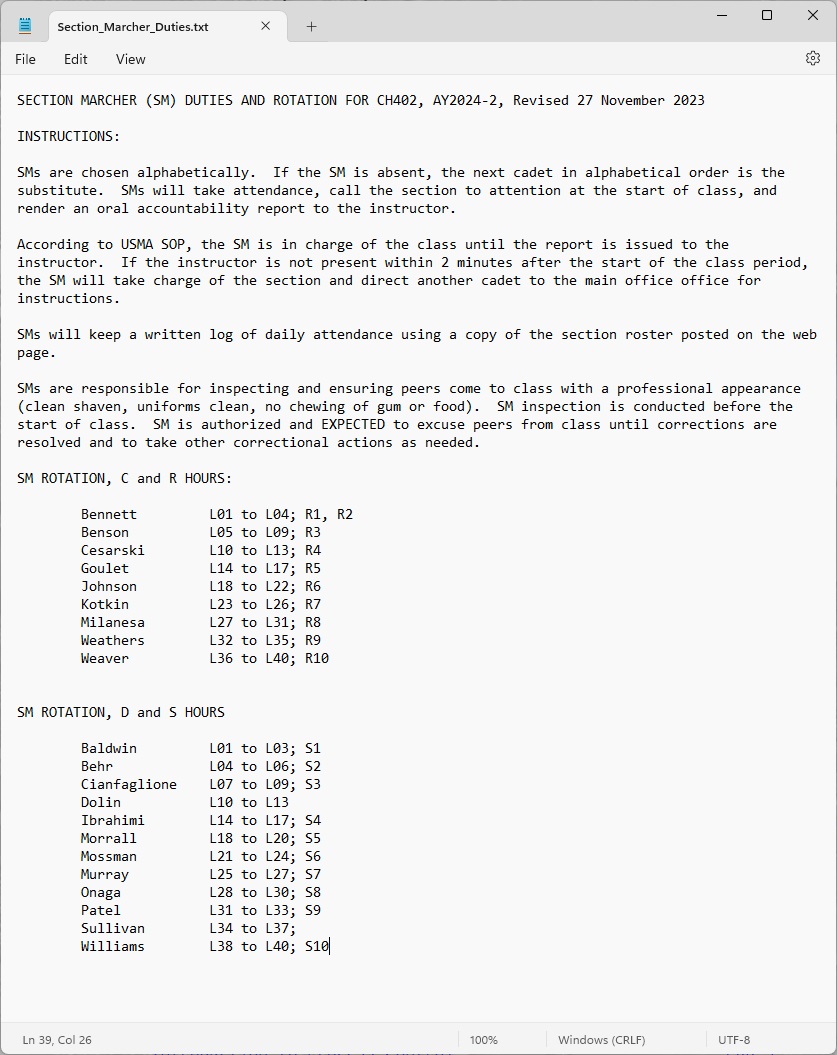 Section_Marcher_Duties.txt
File Edit View
SECTION MARCHER (SM) DUTIES AND ROTATION FOR CH402, AY2024-2, Revised 27 November 2023
INSTRUCTIONS:
SMs are chosen alphabetically.  If the SM is absent, the next cadet in alphabetical order is the
substitute.  SMs will take attendance, call the section to attention at the start of class, and
render an oral accountability report to the instructor.
According to USMA SOP, the SM is in charge of the class until the report is issued to the
instructor.  If the instructor is not present within 2 minutes after the start of the class period,
the SM will take charge of the section and direct another cadet to the main office office for
instructions.
SMs will keep a written log of daily attendance using a copy of the section roster posted on the web
page.
SMs are responsible for inspecting and ensuring peers come to class with a professional appearance
(clean shaven, uniforms clean, no chewing of gum or food).  SM inspection is conducted before the
start of class.  SM is authorized and EXPECTED to excuse peers from class until corrections are
resolved and to take other correctional actions as needed.
SM ROTATION, C and R HOURS:
Bennett L01 to L04; R1, R2
Benson L05 to L09; R3
Cesarski L10 to L13; R4
Goulet L14 to L17; R5
Johnson L18 to L22; R6
Kotkin L23 to L26; R7
Milanesa L27 to L31; R8
Weathers L32 to L35; R9
Weaver L36 to L40; R10
SM ROTATION, D and S HOURS
Baldwin L01 to L03; S1
Behr L04 to L06; S2
Cianfaglione L07 to L09; S3
Dolin L10 to L13
Ibrahimi L14 to L17; S4
Morrall L18 to L20; S5
Mossman L21 to L24; S6
Murray L25 to L27; S7
Onaga L28 to L30; S8
Patel L31 to L33; S9
Sullivan L34 to L37;
Williams L38 to L40; S10
Ln 39, Col 26 100% Windows (CRLF) UTF-8